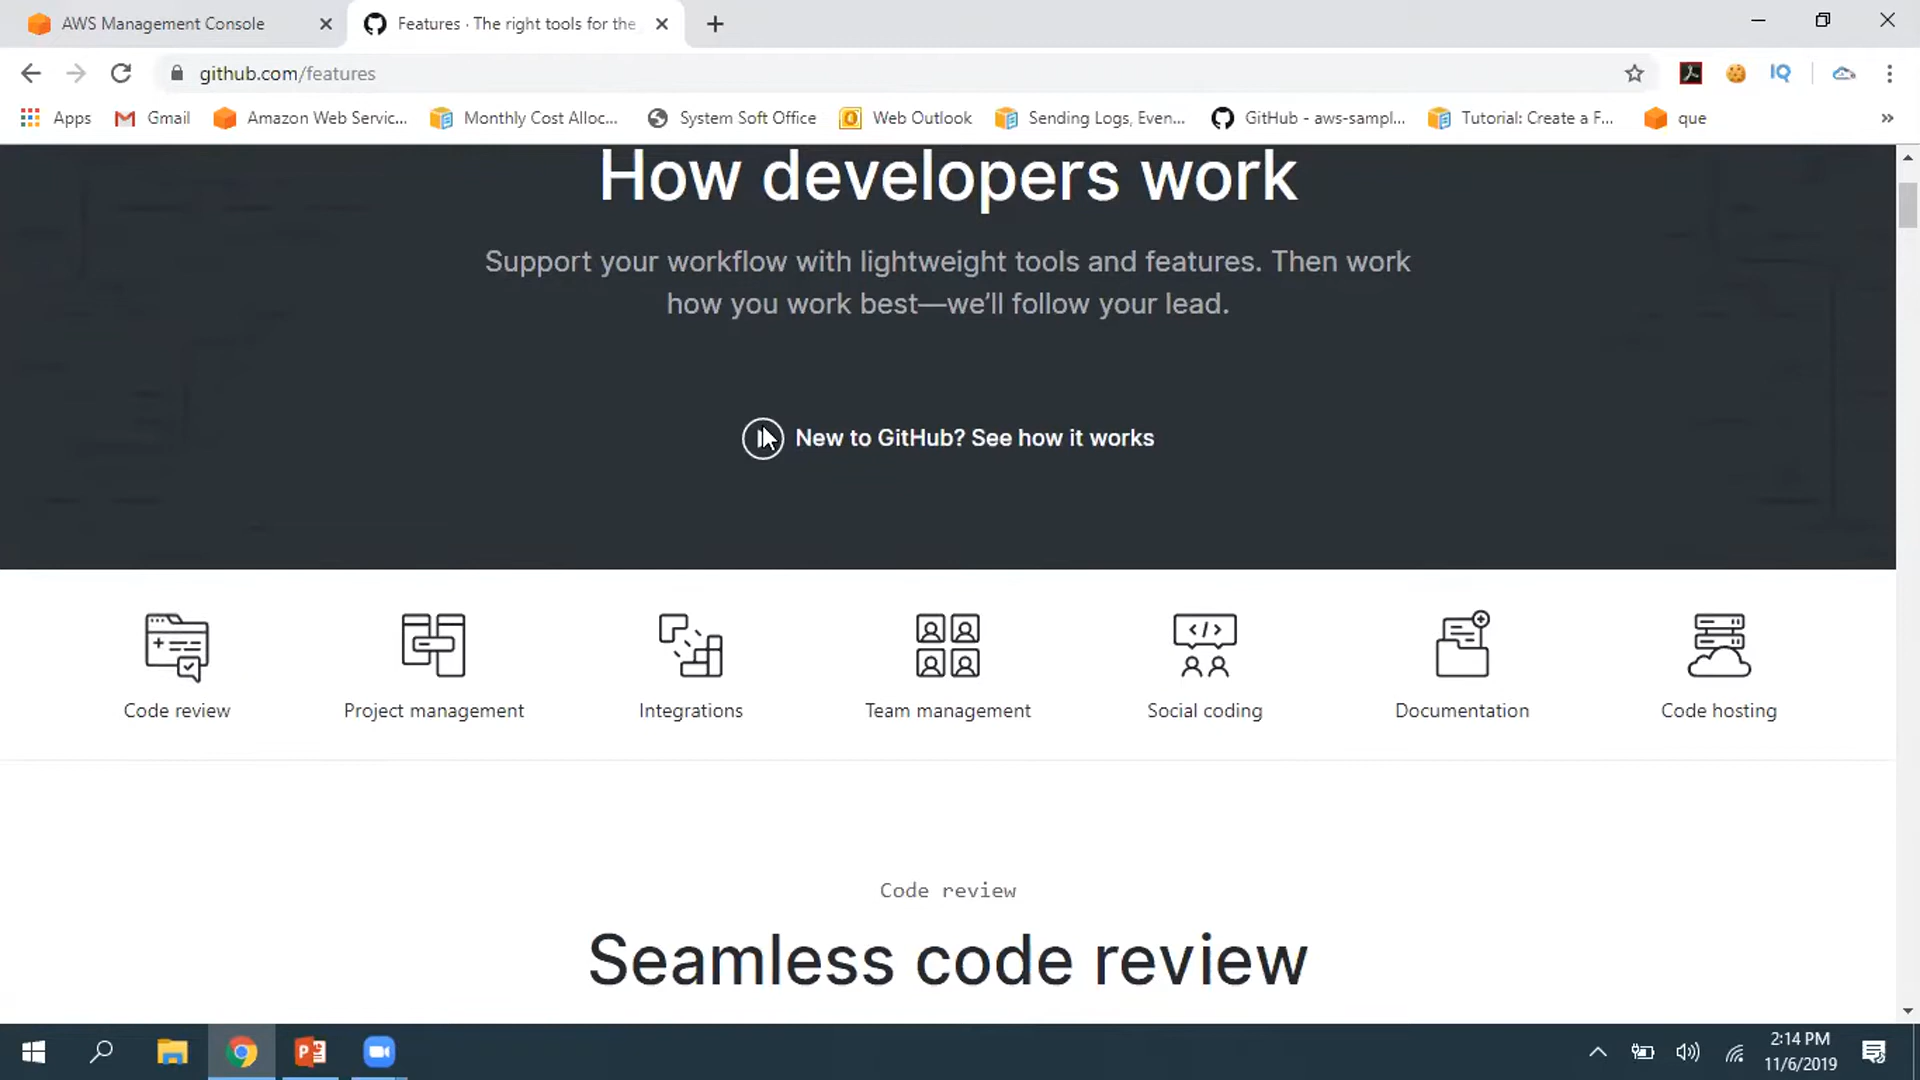 AWS Management Console
Features · The right tools for the
github.com/features
IQ
Apps
Gmail
Amazon Web Servic...
Monthly Cost Alloc...
System Soft Office
Web Outlook
Sending Logs, Even...
GitHub - aws-sampl...
Tutorial: Create a F...
que
»
How developers work
Support your workflow with lightweight tools and features. Then work
how you work best—we'll follow your lead.
New to GitHub? See how it works
Code review
Project management
Integrations
Team management
Social coding
Documentation
Code hosting
Code review
Seamless code review
2:14 PM
11/6/2019